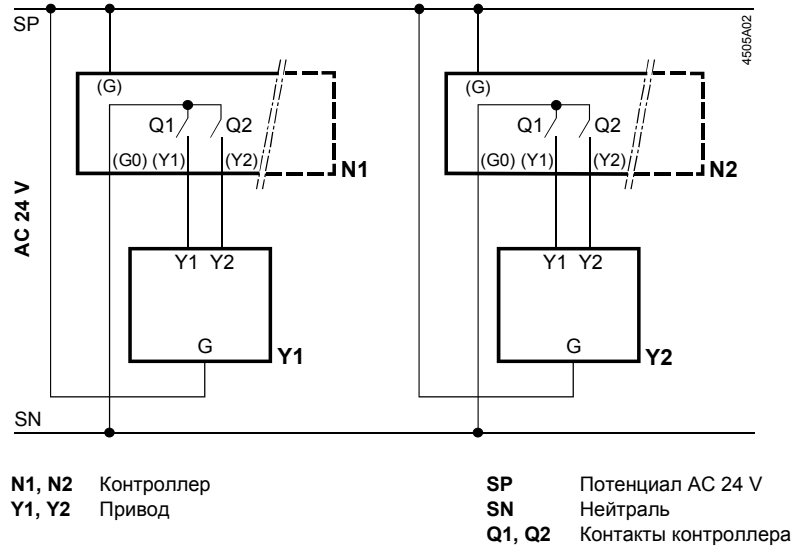 SP
4505A02
(G)
(G)
Q1
Q2
Q1
Q2
(G0) (Y1)
(Y2)
N1
(G0) (Y1)
(Y2)
N2
AC 24 V
Y1 Y2
Y1 Y2
G
Y1
G
Y2
SN
N1, N2 Контроллер
SP Потенциал AC 24 V
Y1, Y2 Привод
SN Нейтраль
Q1, Q2 Контакты контроллера